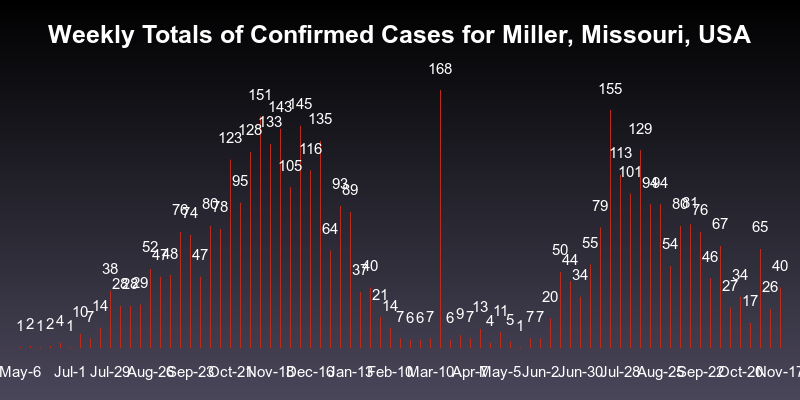 Weekly Totals of Confirmed Cases for Miller, Missouri, USA
1 2 1 2 4 1 10 7 14 38 28 28 29 52 47 48 76 74 47 80 78 123 95 128 151 133 143 105 145 116 135 64 93 89 37 40 21 14 7 6 6 7 168 6 9 7 13 4 11 5 1 7 7 20 50 44 34 55 79 155 113 101 129 94 94 54 80 81 76 46 67 27 34 17 65 26 40
May-6 Jul-1 Jul-29 Aug-26 Sep-23 Oct-21 Nov-18 Dec-16 Jan-13 Feb-10 Mar-10 Apr-7 May-5 Jun-2 Jun-30 Jul-28 Aug-25 Sep-22 Oct-20 Nov-17